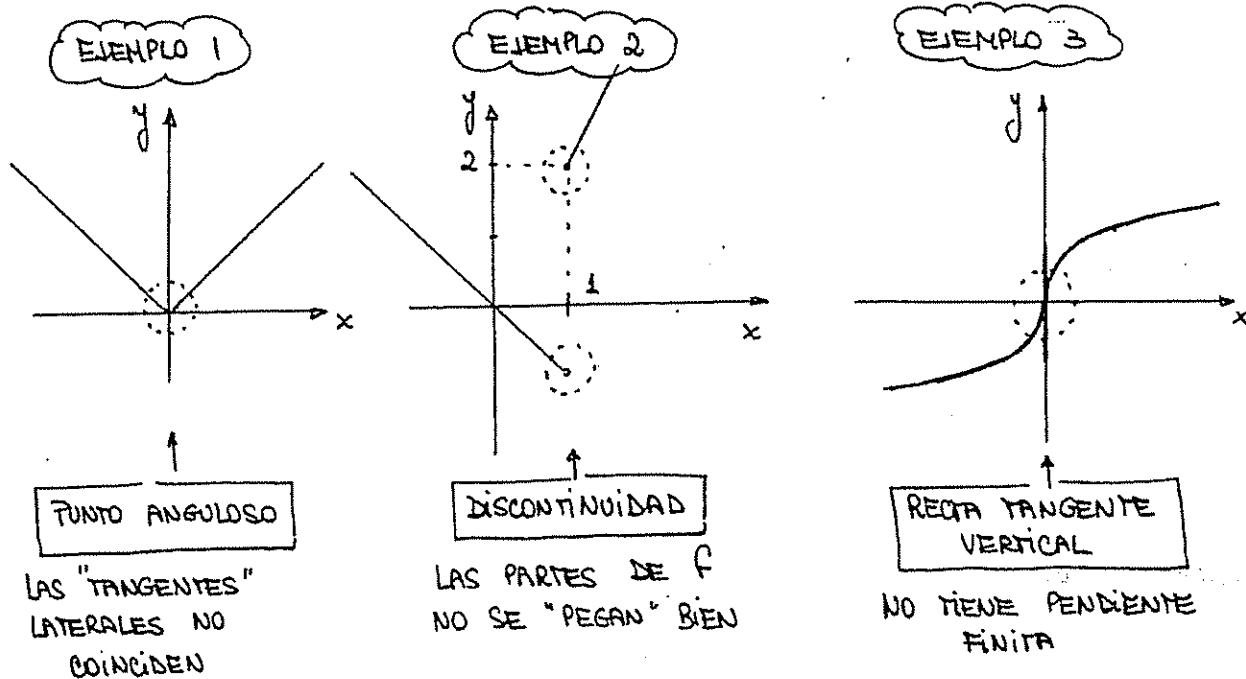 EJEMPLO 1
y
x
PUNTO ANGULOSO
LAS "TANGENTES"
LATERALES NO
COINCIDEN
EJEMPLO 2
y
2
1
x
DISCONTINUIDAD
LAS PARTES DE f
NO SE "PEGAN" BIEN
EJEMPLO 3
y
x
RECTA TANGENTE
VERTICAL
NO TIENE PENDIENTE
FINITA